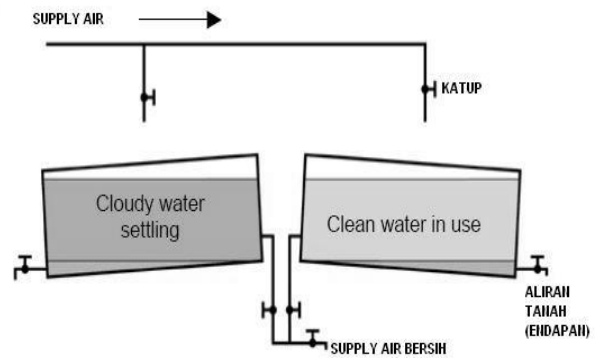 SUPPLY AIR
KATUP
Cloudy water
settling
Clean water in use
ALIRAN
TANAH
(ENDAPAN)
SUPPLY AIR BERSIH